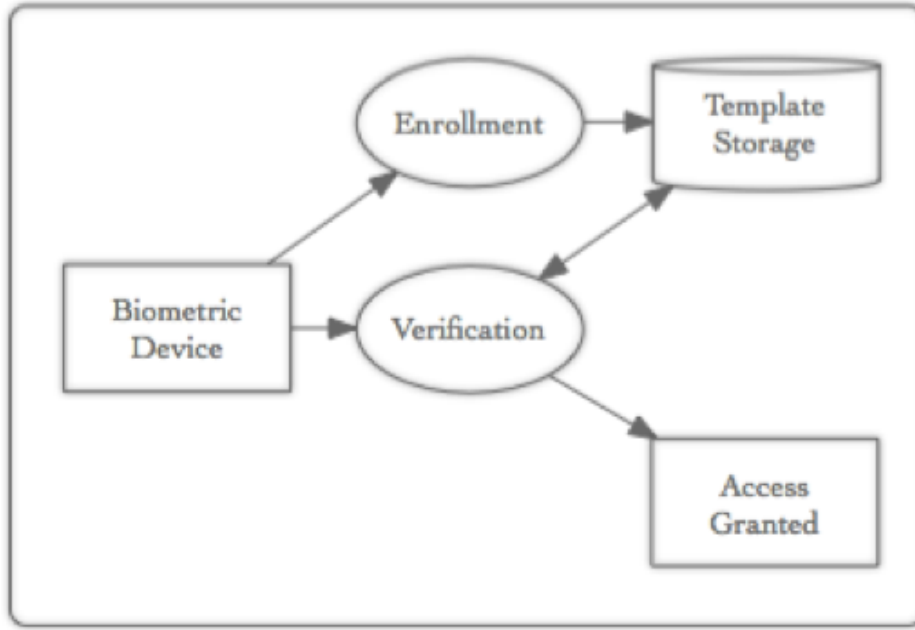 Enrollment
Template
Storage
Biometric
Device
Verification
Access
Granted